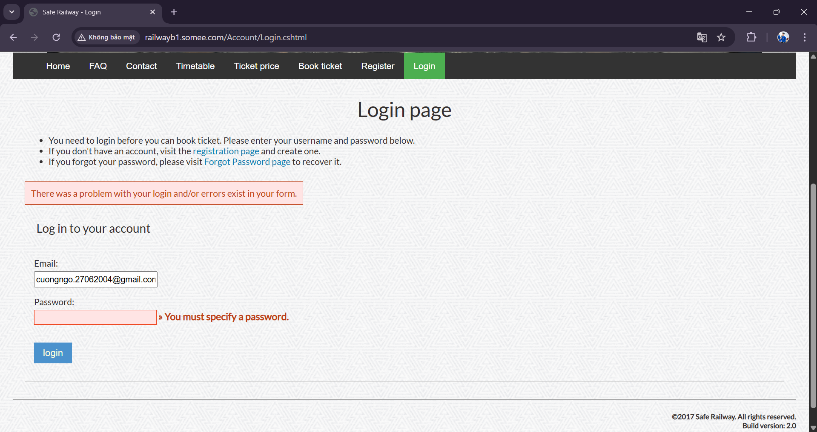 Safe Railway - Login
Không bảo mật
railwayb1.somee.com/Account/Login.cshtml
Home FAQ Contact Timetable Ticket price Book ticket Register Login
Login page
• You need to login before you can book ticket. Please enter your username and password below.
• If you don't have an account, visit the registration page and create one.
• If you forgot your password, please visit Forgot Password page to recover it.
There was a problem with your login and/or errors exist in your form.
Log in to your account
Email:
cuongngo.27062004@gmail.con
Password:
» You must specify a password.
login
©2017 Safe Railway. All rights reserved.
Build version: 2.0